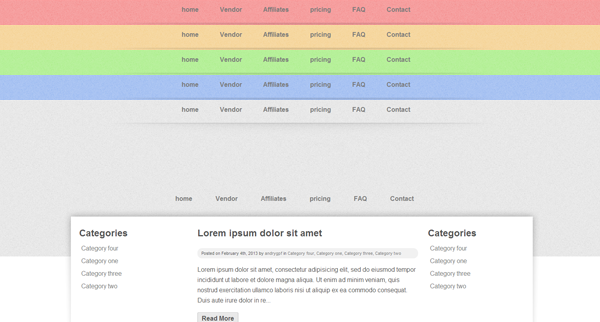 home Vendor Affiliates pricing FAQ Contact
home Vendor Affiliates pricing FAQ Contact
home Vendor Affiliates pricing FAQ Contact
home Vendor Affiliates pricing FAQ Contact
home Vendor Affiliates pricing FAQ Contact
home Vendor Affiliates pricing FAQ Contact
Categories
Category four
Category one
Category three
Category two
Lorem ipsum dolor sit amet
Posted on February 4th, 2013 by andrygpf in Category four, Category one, Category three, Category two
Lorem ipsum dolor sit amet, consectetur adipisicing elit, sed do eiusmod tempor
incididunt ut labore et dolore magna aliqua. Ut enim ad minim veniam, quis
nostrud exercitation ullamco laboris nisi ut aliquip ex ea commodo consequat.
Duis aute irure dolor in re...
Read More
Categories
Category four
Category one
Category three
Category two